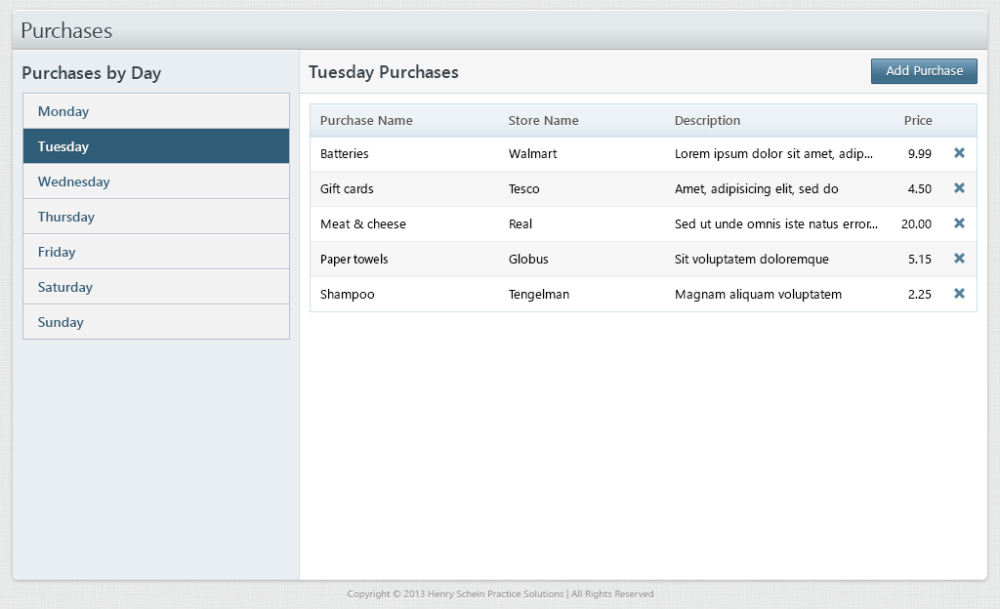 Purchases
Purchases by Day
Monday
Tuesday
Wednesday
Thursday
Friday
Saturday
Sunday
Tuesday Purchases
Add Purchase
Purchase Name Store Name Description Price
Batteries Walmart Lorem ipsum dolor sit amet, adip... 9.99
Gift cards Tesco Amet, adipisicing elit, sed do 4.50
Meat & cheese Real Sed ut unde omnis iste natus error... 20.00
Paper towels Globus Sit voluptatem doloremque 5.15
Shampoo Tengelman Magnam aliquam voluptatem 2.25
Copyright © 2013 Henry Schein Practice Solutions | All Rights Reserved